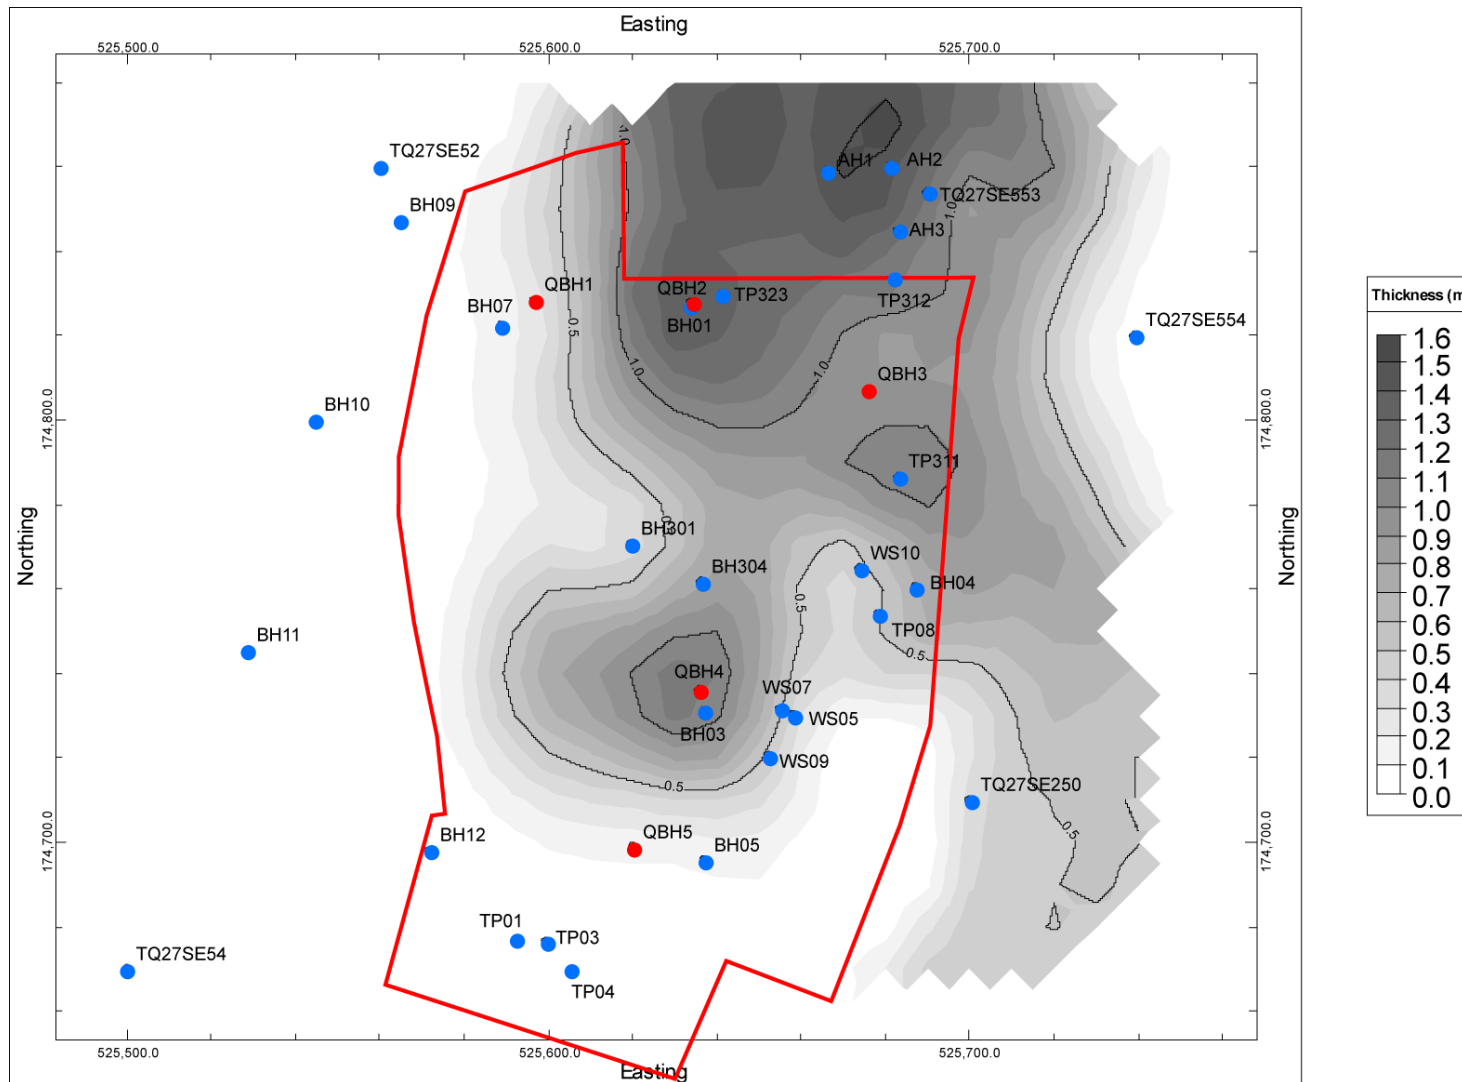 Easting
525,500.0
525,600.0
525,700.0
TQ27SE52
AH1
AH2
1.0
BH09
TQ27SE553
1.0
AH3
QBH1
QBH2
TP323
TP312
BH07
BH01
0.5
TQ27SE554
Thickness (m
1.6
1.5
1.4
1.3
1.2
1.1
1.0
0.9
0.8
0.7
0.6
0.5
0.4
0.3
0.2
0.1
0.0
1.0
1.0
QBH3
BH10
174,800.0
174,800.0
TP311
0.5
BH301
Northing
Northing
WS10
BH304
BH04
0.5
TP08
BH11
0.5
QBH4
WS07
WS05
BH03
WS09
0.5
TQ27SE250
0.5
BH12
QBH5
BH05
174,700.0
174,700.0
TP01
TP03
TQ27SE54
TP04
525,500.0
525,600.0
525,700.0
Easting